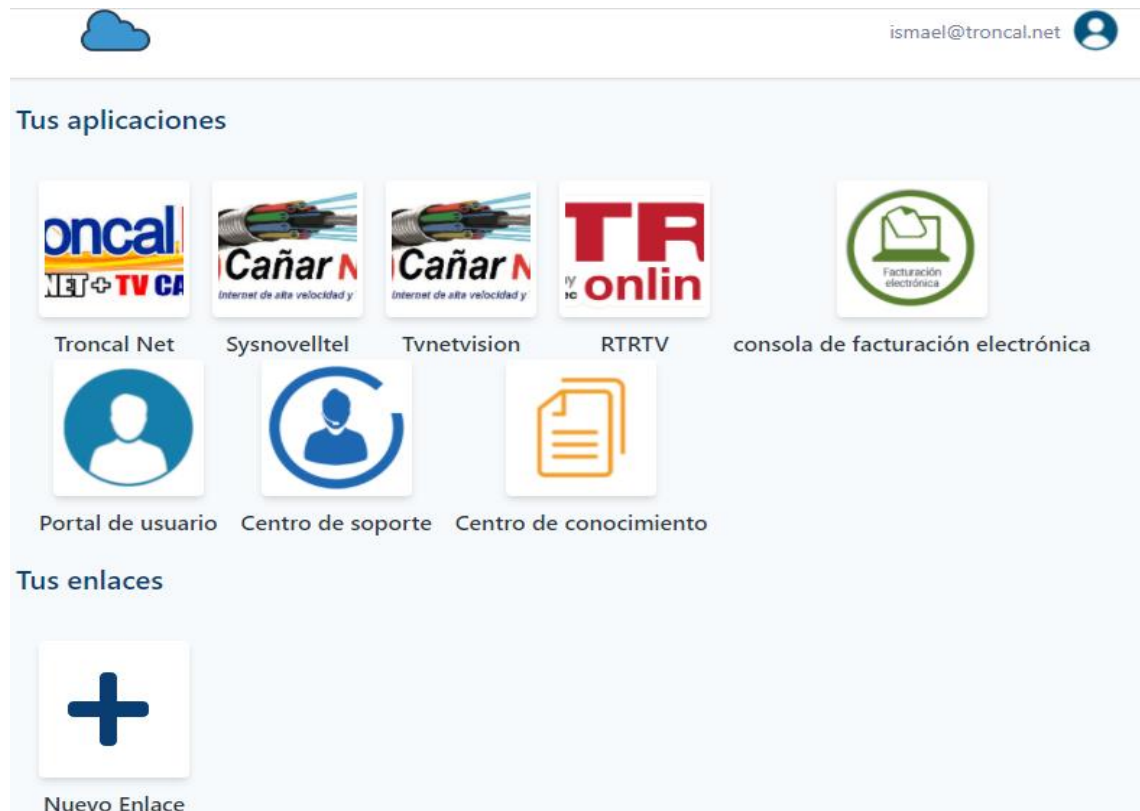 ismael@troncal.net
Tus aplicaciones
oncal
NET + TV CA
Cañar N
Internet de alta velocidad y
Cañar N
Internet de alta velocidad y
TR
onlin
Facturación
electrónica
Troncal Net
Sysnovelltel
Tvnetvision
RTRTV
consola de facturación electrónica
Portal de usuario
Centro de soporte
Centro de conocimiento
Tus enlaces
Nuevo Enlace